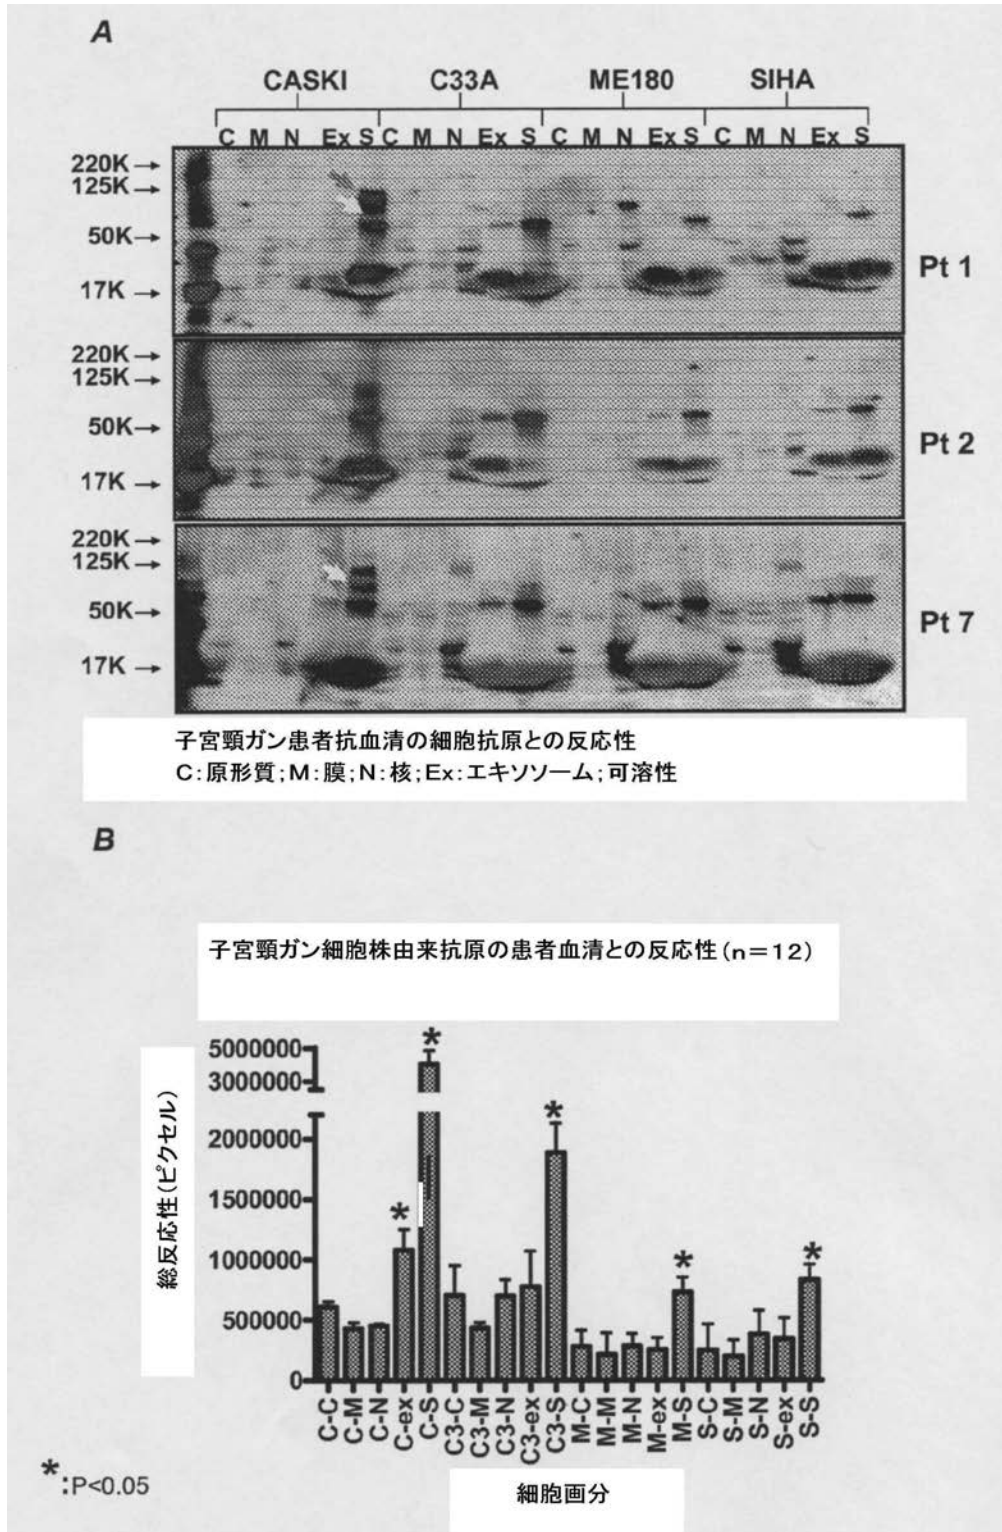 A
CASKI C33A ME180 SIHA
C M N Ex S C M N Ex S C M N Ex S C M N Ex S
220K→
125K→
50K→
17K→
Pt 1
220K→
125K→
50K→
17K→
Pt 2
220K→
125K→
50K→
17K→
Pt 7
子宮頸ガン患者抗血清の細胞抗原との反応性
C:原形質;M:膜;N:核;Ex:エキソソーム;可溶性
B
子宮頸ガン細胞株由来抗原の患者血清との反応性(n=12)
総反応性(ピクセル)
5000000
3000000
2000000
1500000
1000000
500000
0
* * * * *
C-C C-M C-N C-ex C-S C3-C C3-M C3-N C3-ex C3-S M-C M-M M-N M-ex M-S S-C S-M S-N S-ex S-S
*:P<0.05
細胞画分